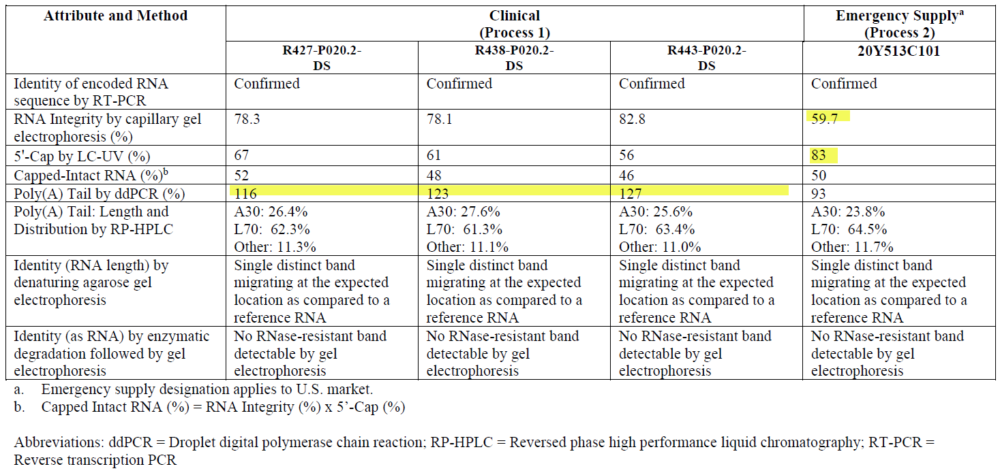 Attribute and Method
Clinical
(Process 1)
Emergency Supplyª
(Process 2)
R427-P020.2-
DS
R438-P020.2-
DS
R443-P020.2-
DS
20Y513C101
Identity of encoded RNA
sequence by RT-PCR
Confirmed
Confirmed
Confirmed
Confirmed
RNA Integrity by capillary gel
electrophoresis (%)
78.3
78.1
82.8
59.7
5'-Cap by LC-UV (%)
67
61
56
83
Capped-Intact RNA (%)ᵇ
52
48
46
50
Poly(A) Tail by ddPCR (%)
116
123
127
93
Poly(A) Tail: Length and
Distribution by RP-HPLC
A30: 26.4%
L70: 62.3%
Other: 11.3%
A30: 27.6%
L70: 61.3%
Other: 11.1%
A30: 25.6%
L70: 63.4%
Other: 11.0%
A30: 23.8%
L70: 64.5%
Other: 11.7%
Identity (RNA length) by
denaturing agarose gel
electrophoresis
Single distinct band
migrating at the expected
location as compared to a
reference RNA
Single distinct band
migrating at the expected
location as compared to a
reference RNA
Single distinct band
migrating at the expected
location as compared to a
reference RNA
Single distinct band
migrating at the expected
location as compared to a
reference RNA
Identity (as RNA) by enzymatic
degradation followed by gel
electrophoresis
No RNase-resistant band
detectable by gel
electrophoresis
No RNase-resistant band
detectable by gel
electrophoresis
No RNase-resistant band
detectable by gel
electrophoresis
No RNase-resistant band
detectable by gel
electrophoresis
a. Emergency supply designation applies to U.S. market.
b. Capped Intact RNA (%) = RNA Integrity (%) x 5’-Cap (%)
Abbreviations: ddPCR = Droplet digital polymerase chain reaction; RP-HPLC = Reversed phase high performance liquid chromatography; RT-PCR =
Reverse transcription PCR